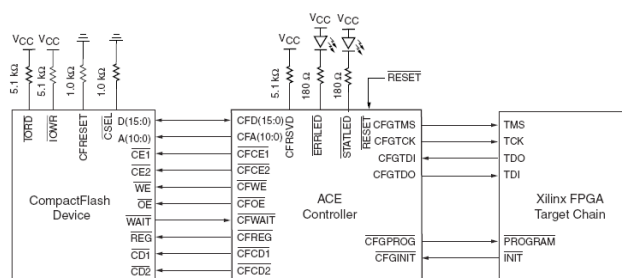 VCC VCC VCC VCC VCC
5.1 kΩ 5.1 kΩ 1.0 kΩ 1.0 kΩ 5.1 kΩ 180 Ω 180 Ω
RESET
IORD IOWR CFRESET CSEL CFRSVD ERRLED STATLED RESET
D(15:0) CFD(15:0) CFGTMS TMS
A(10:0) CFA(10:0) CFGTCK TCK
CE1 CFCE1 CFGTDI TDO
CE2 CFCE2 CFGTDO TDI
WE CFWE
OE CFOE
CompactFlash Device
ACE Controller
Xilinx FPGA Target Chain
WAIT CFWAIT
REG CFREG CFGPROG PROGRAM
CD1 CFCD1 CFGINIT INIT
CD2 CFCD2